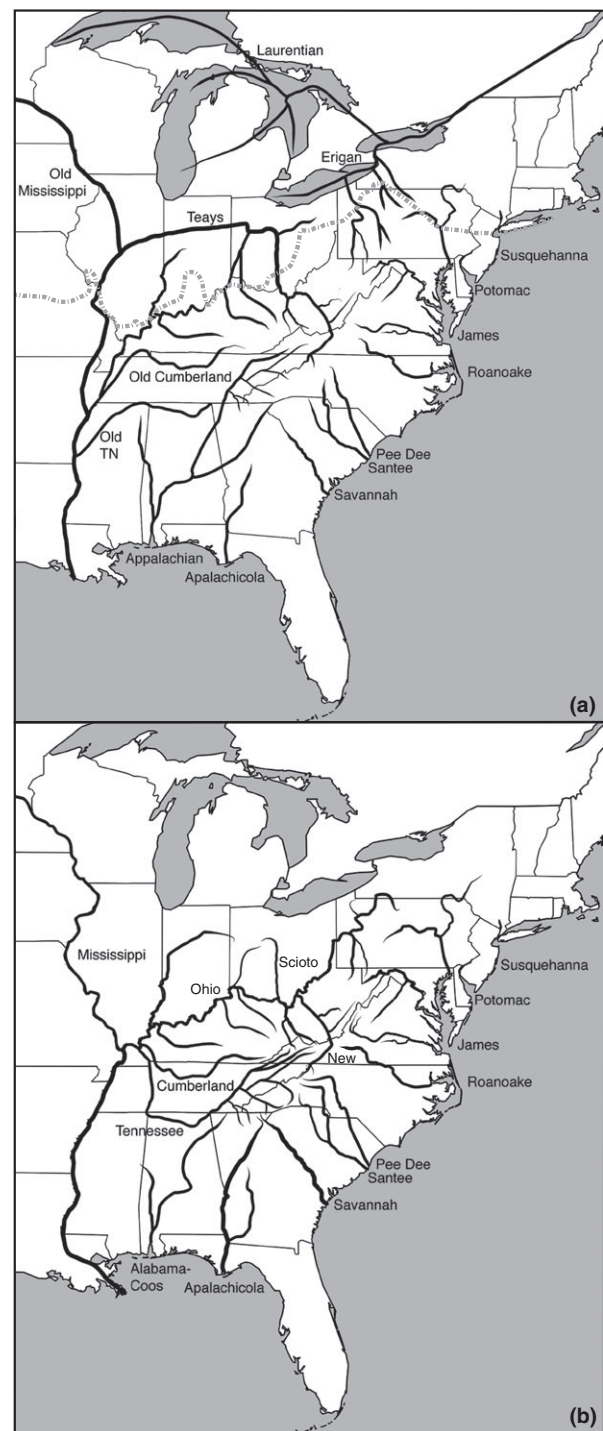 Laurentian
Erigan
Old
Mississippi
Teays
Susquehanna
Potomac
James
Old Cumberland
Roanoake
Old
TN
Pee Dee
Santee
Savannah
Appalachian
Apalachicola
(a)
Mississippi
Scioto
Ohio
Susquehanna
Potomac
James
New
Cumberland
Roanoake
Tennessee
Pee Dee
Santee
Savannah
Alabama-
Coos
Apalachicola
(b)